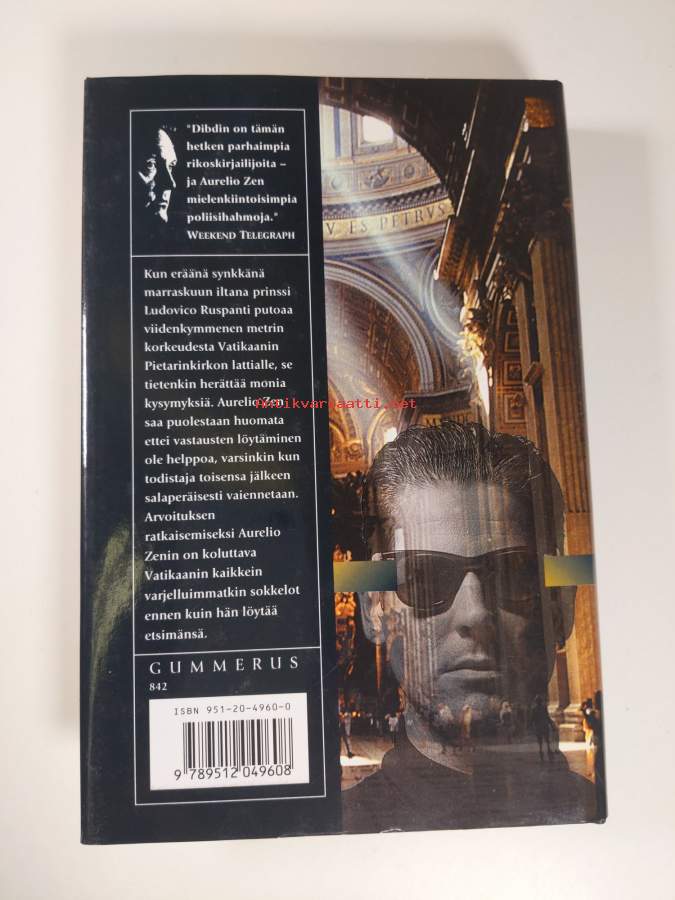 "Dibdin on tämän
hetken parhaimpia
rikoskirjailijoita –
ja Aurelio Zen
mielenkiintoisimpia
poliisihahmoja."
WEEKEND TELEGRAPH
V ES PETRVS
Kun eräänä synkkänä
marraskuun iltana prinssi
Ludovico Ruspanti putoaa
viidenkymmenen metrin
korkeudesta Vatikaanin
Pietarinkirkon lattialle, se
tietenkin herättää monia
kysymyksiä. Aurelio Zen
Antikvariaatti.net
saa puolestaan huomata
ettei vastausten löytäminen
ole helppoa, varsinkin kun
todistaja toisensa jälkeen
salaperäisesti vaiennetaan.
Arvoituksen
ratkaisemiseksi Aurelio
Zenin on koluttava
Vatikaanin kaikkein
varjelluimmatkin sokkelot
ennen kuin hän löytää
etsimänsä.
GUMMERUS
842
ISBN 951-20-4960-0
9 789512 049608